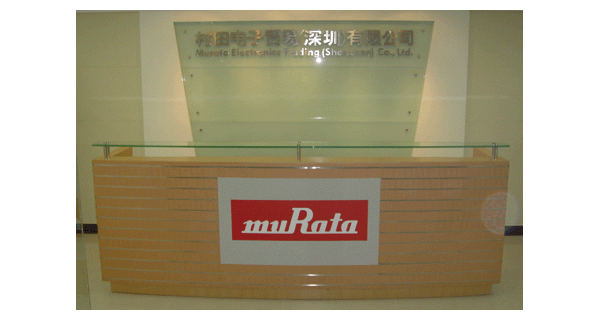 村田电子贸易(深圳)有限公司
Murata Electronics Trading (Shenzhen) Co., Ltd.
muRata